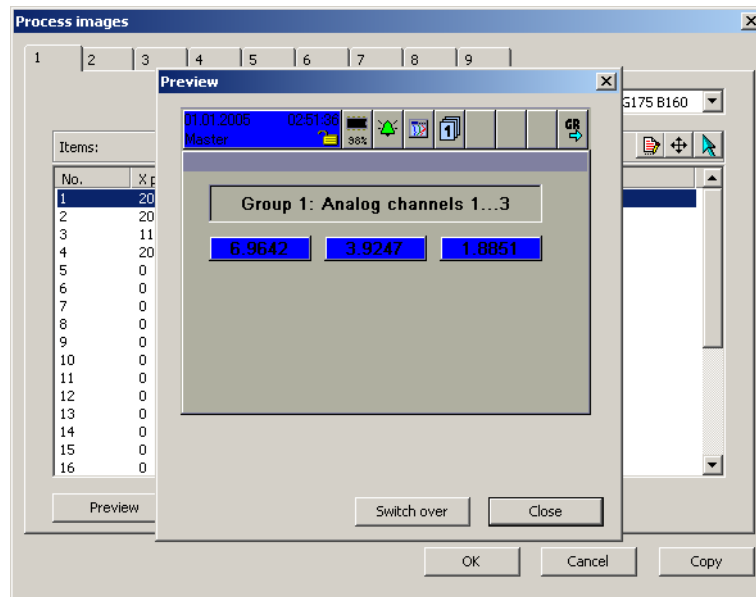 Process images
1 2 3 4 5 6 7 8 9
Preview
G175 B160
01.01.2005 02:51:36
Master
98%
1
GR
Items:
No. X p
1 20
2 20
3 11
4 20
5 0
6 0
7 0
8 0
9 0
10 0
11 0
12 0
13 0
14 0
15 0
16 0
Group 1: Analog channels 1...3
6.9642 3.9247 1.8851
Preview
Switch over
Close
OK
Cancel
Copy